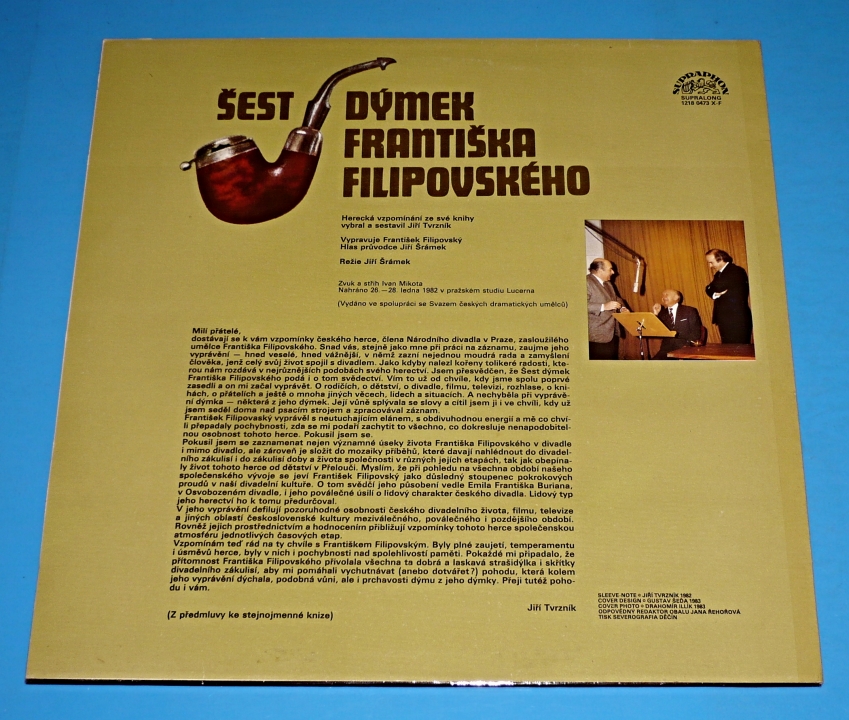 ŠEST DÝMEK
FRANTIŠKA
FILIPOVSKÉHO
SUPRAPHON
SUPRALONG
1218 0473 X-F
Herecká vzpomínání ze své knihy
vybral a sestavil Jiří Tvrzník
Vypravuje František Filipovský
Hlas průvodce Jiří Šrámek
Režie Jiří Šrámek
Zvuk a střih Ivan Mikota
Nahráno 26.—28. ledna 1982 v pražském studiu Lucerna
(Vydáno ve spolupráci se Svazem českých dramatických umělců)
Milí přátelé,
dostávají se k vám vzpomínky českého herce, člena Národního divadla v Praze, zasloužilého
umělce Františka Filipovského. Snad vás, stejně jako mne při práci na záznamu, zaujme jeho
vyprávění — hned veselé, hned vážnější, v němž zazní nejednou moudrá rada a zamyšlení
člověka, jenž celý svůj život spojil s divadlem. Jako kdyby nalezl kořeny tolikeré radosti, kte-
rou nám rozdává v nejrůznějších podobách svého herectví. Jsem přesvědčen, že Šest dýmek
Františka Filipovského podá i o tom svědectví. Vím to už od chvíle, kdy jsme spolu poprvé
zasedli a on mi začal vyprávět. O rodičích, o dětství, o divadle, filmu, televizi, rozhlase, o kni-
hách, o přátelích a ještě o mnoha jiných věcech, lidech a situacích. A nechyběla při vyprávě-
ní dýmka — některá z jeho dýmek. Její vůně splývala se slovy a cítil jsem ji i ve chvíli, kdy už
jsem seděl doma nad psacím strojem a zpracovával záznam.
František Filipovaský vyprávěl s neutuchajícím elánem, s obdivuhodnou energií a mě co chví-
li přepadaly pochybnosti, zda se mi podaří zachytit to všechno, co dokresluje nenapodobitel-
nou osobnost tohoto herce. Pokusil jsem se.
Pokusil jsem se zaznamenat nejen významné úseky života Františka Filipovského v divadle
i mimo divadlo, ale zároveň je složit do mozaiky příběhů, které davají nahlédnout do divadel-
ního zákulisí i do zákulisí doby a života společnosti v různých jejích etapách, tak jak obepína-
ly život tohoto herce od dětství v Přelouči. Myslím, že při pohledu na všechna období našeho
společenského vývoje se jeví František Filipovský jako důsledný stoupenec pokrokových
proudů v naší divadelní kultuře. O tom svědčí jeho působení vedle Emila Františka Buriana,
v Osvobozeném divadle, i jeho poválečné úsilí o lidový charakter českého divadla. Lidový typ
jeho herectví ho k tomu předurčoval.
V jeho vyprávění defilují pozoruhodné osobnosti českého divadelního života, filmu, televize
a jiných oblastí československé kultury meziválečného, poválečného i pozdějšího období.
Rovněž jejich prostřednictvím a hodnocením přibližují vzpomínky tohoto herce společenskou
atmosféru jednotlivých časových etap.
Vzpomínám teď rád na ty chvíle s Františkem Filipovským. Byly plné zaujetí, temperamentu
i úsměvů herce, byly v nich i pochybnosti nad spolehlivostí paměti. Pokaždé mi připadalo, že
přítomnost Františka Filipovského přivolala všechna ta dobrá a laskavá strašidýlka i skřítky
divadelního zákulisí, aby mi pomáhali vychutnávat (anebo dotvářet?) pohodu, která kolem
jeho vyprávění dýchala, podobná vůni, ale i prchavosti dýmu z jeho dýmky. Přeji tutéž poho-
du i vám.
Jiří Tvrzník
(Z předmluvy ke stejnojmenné knize)
SLEEVE-NOTE © JIŘÍ TVRZNÍK 1982
COVER DESIGN © GUSTAV ŠEDA 1983
COVER PHOTO © DRAHOMÍR ILLÍK 1983
ODPOVĚDNÝ REDAKTOR OBALU JANA ŘEHOŘOVÁ
TISK SEVEROGRAFIA DĚČÍN